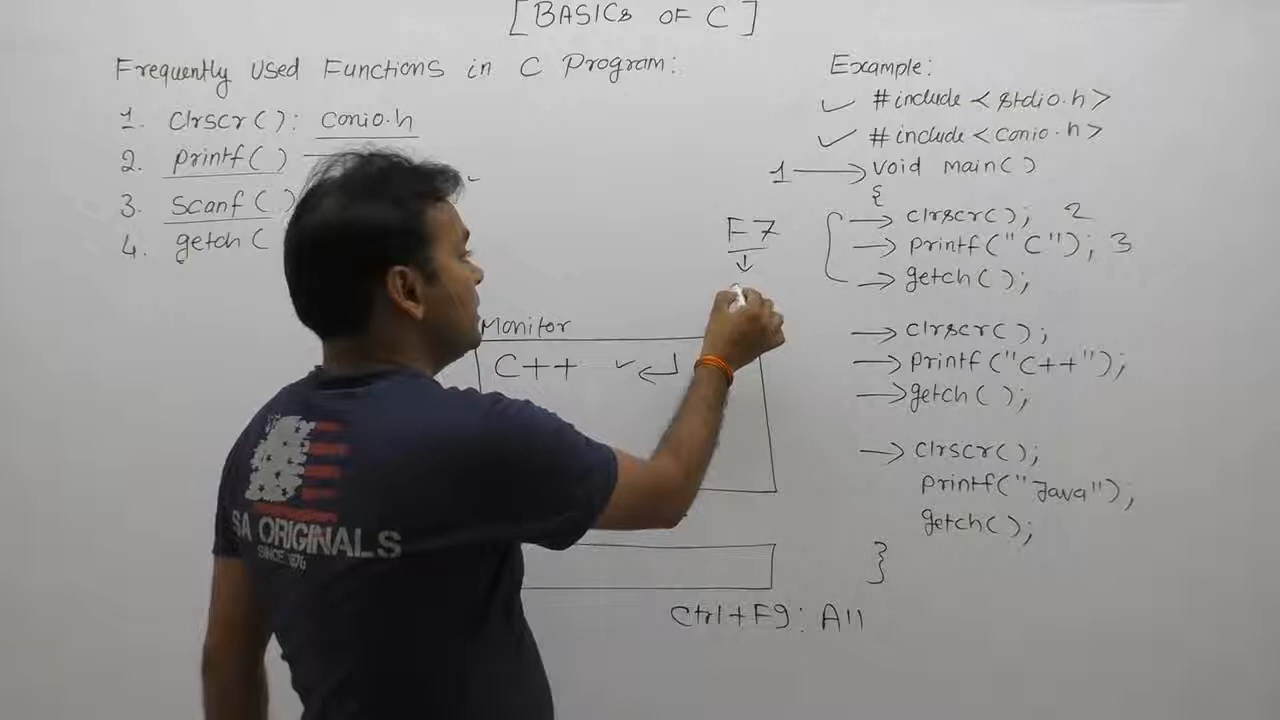 [BASICS OF C]
Frequently Used Functions in C Program:
1. clrscr(): conio.h
2. printf()
3. scanf()
4. getch(
Example:
#include <stdio.h>
#include <conio.h>
1 void main()
{
clrscr(); 2
printf("C"); 3
getch();
clrscr();
printf("C++");
getch();
clrscr();
printf("Java");
getch();
}
F7
Monitor
C++
Ctrl+F9: All
SA ORIGINALS
SINCE 1876